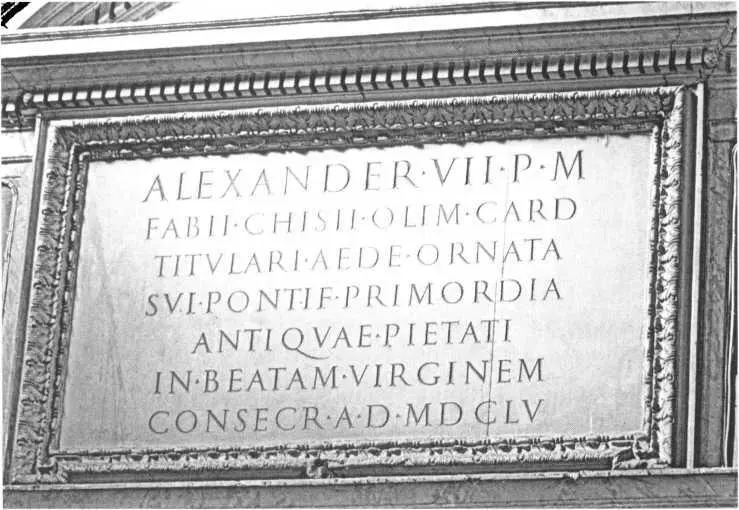 ALEXANDER·VII·P·M
FABII·CHISII·OLIM·CARD
TITVLARI·AEDE·ORNATA
SVI·PONTIF·PRIMORDIA
ANTIQVAE·PIETATI
IN·BEATAM·VIRGINEM
CONSECR·A·D·MDCLV